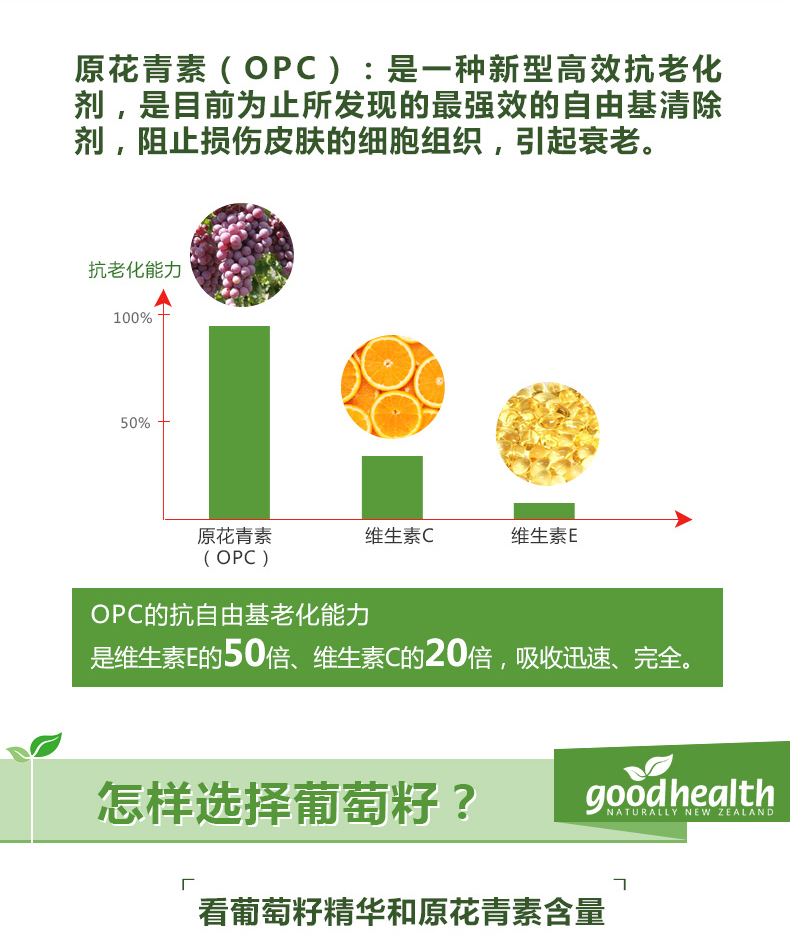 原花青素（OPC）：是一种新型高效抗老化
剂，是目前为止所发现的最强效的自由基清除
剂，阻止损伤皮肤的细胞组织，引起衰老。
抗老化能力
100%
50%
原花青素
（OPC）
维生素C
维生素E
OPC的抗自由基老化能力
是维生素E的50倍、维生素C的20倍，吸收迅速、完全。
怎样选择葡萄籽？
goodhealth
NATURALLY NEW ZEALAND
看葡萄籽精华和原花青素含量